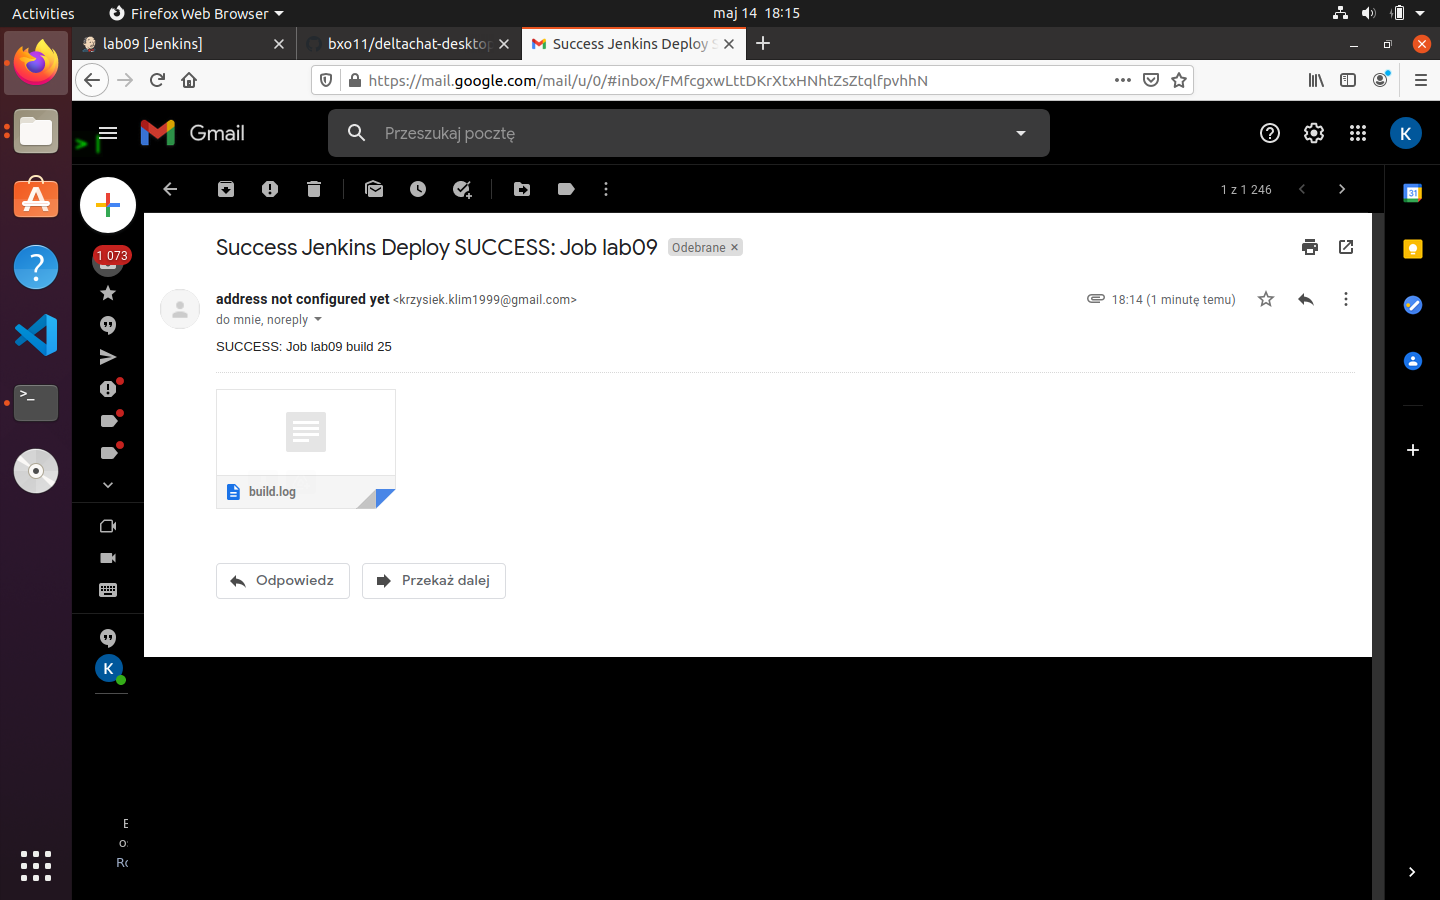 Activities
Firefox Web Browser
maj 14 18:15
lab09 [Jenkins]
bxo11/deltachat-desktop
Success Jenkins Deploy S
https://mail.google.com/mail/u/0/#inbox/FMfcgxwLttDKrXtxHNhtZsZtqlfpvhhN
Gmail
Przeszukaj pocztę
K
1 z 1 246
1 073
Success Jenkins Deploy SUCCESS: Job lab09
Odebrane
address not configured yet <krzysiek.klim1999@gmail.com>
18:14 (1 minutę temu)
do mnie, noreply
SUCCESS: Job lab09 build 25
build.log
Odpowiedz
Przekaż dalej
K
31